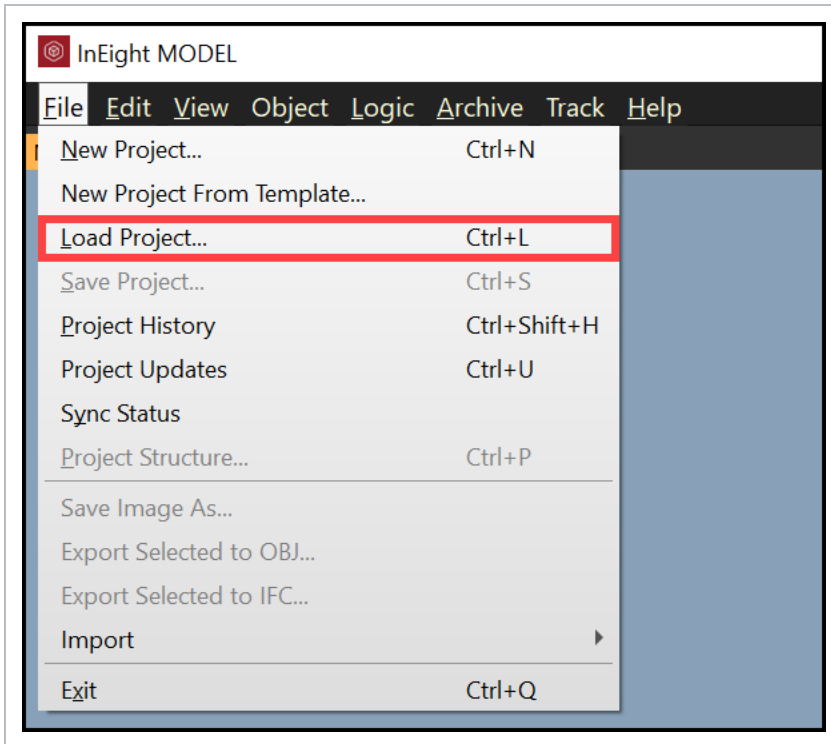 InEight MODEL
File Edit View Object Logic Archive Track Help
New Project... Ctrl+N
New Project From Template...
Load Project... Ctrl+L
Save Project... Ctrl+S
Project History Ctrl+Shift+H
Project Updates Ctrl+U
Sync Status
Project Structure... Ctrl+P
Save Image As...
Export Selected to OBJ...
Export Selected to IFC...
Import
Exit Ctrl+Q